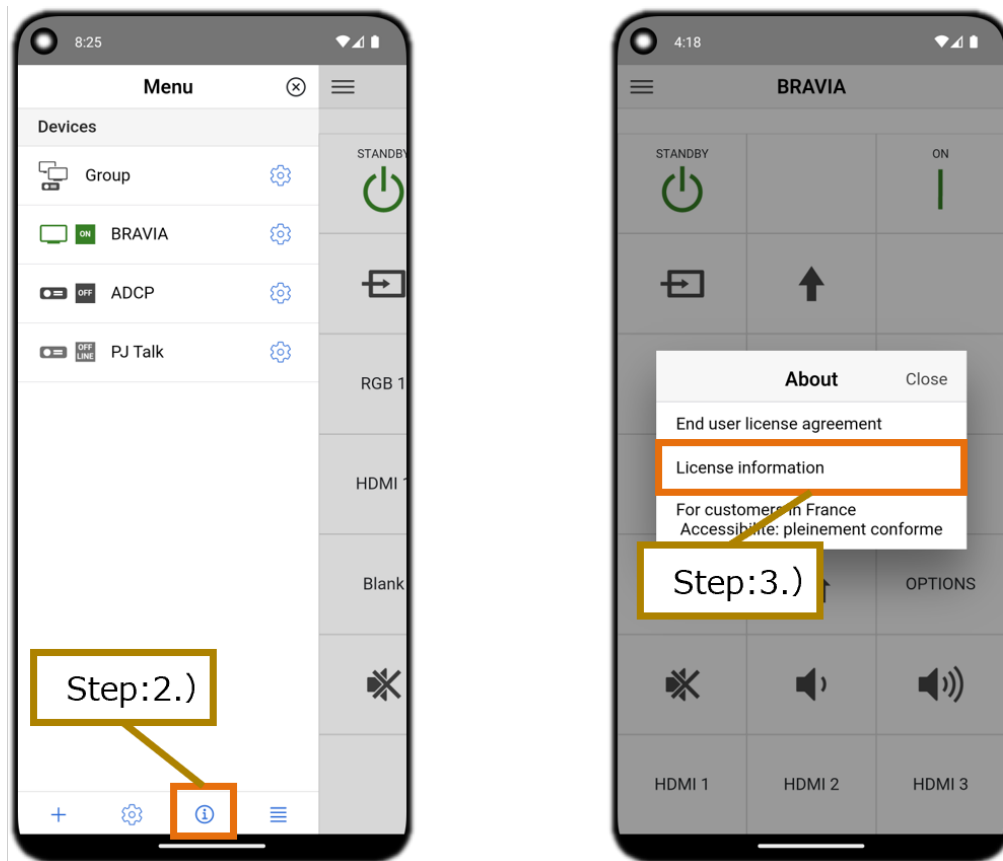 8:25
Menu
Devices
Group
ON BRAVIA
OFF ADCP
OFF
LINE PJ Talk
STANDBY
RGB 1
HDMI 1
Blank
Step:2.)
4:18
BRAVIA
STANDBY
ON
About Close
End user license agreement
License information
For customers in France
Accessibilite: pleinement conforme
Step:3.)
OPTIONS
HDMI 1 HDMI 2 HDMI 3